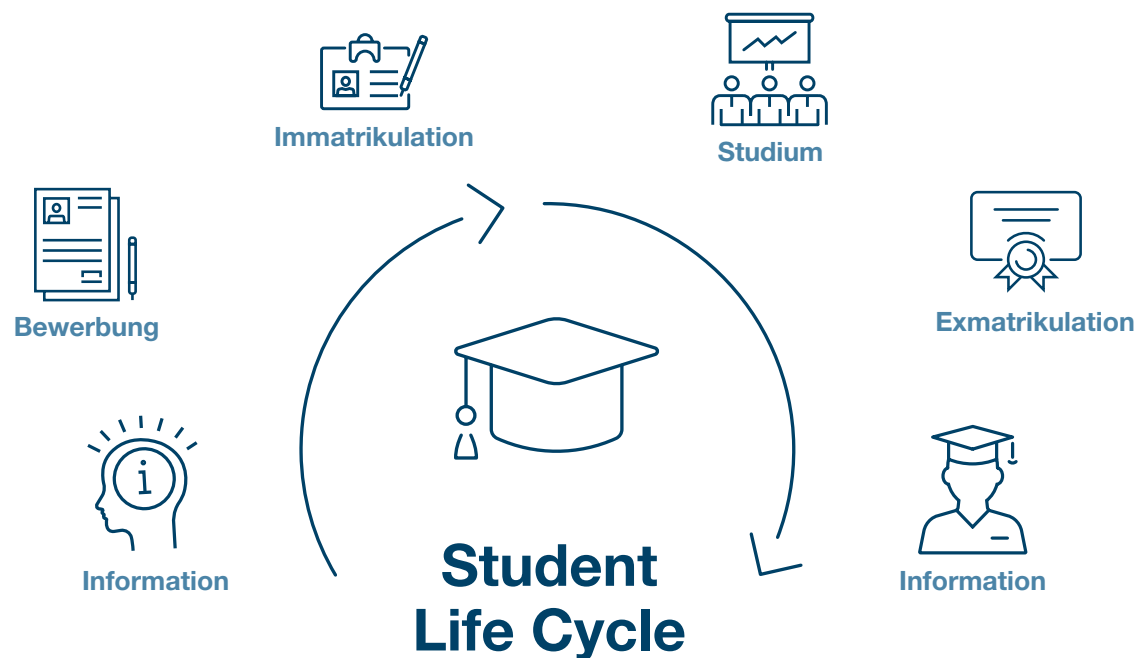 Immatrikulation
Studium
Bewerbung
Exmatrikulation
Information
Information
Student
Life Cycle